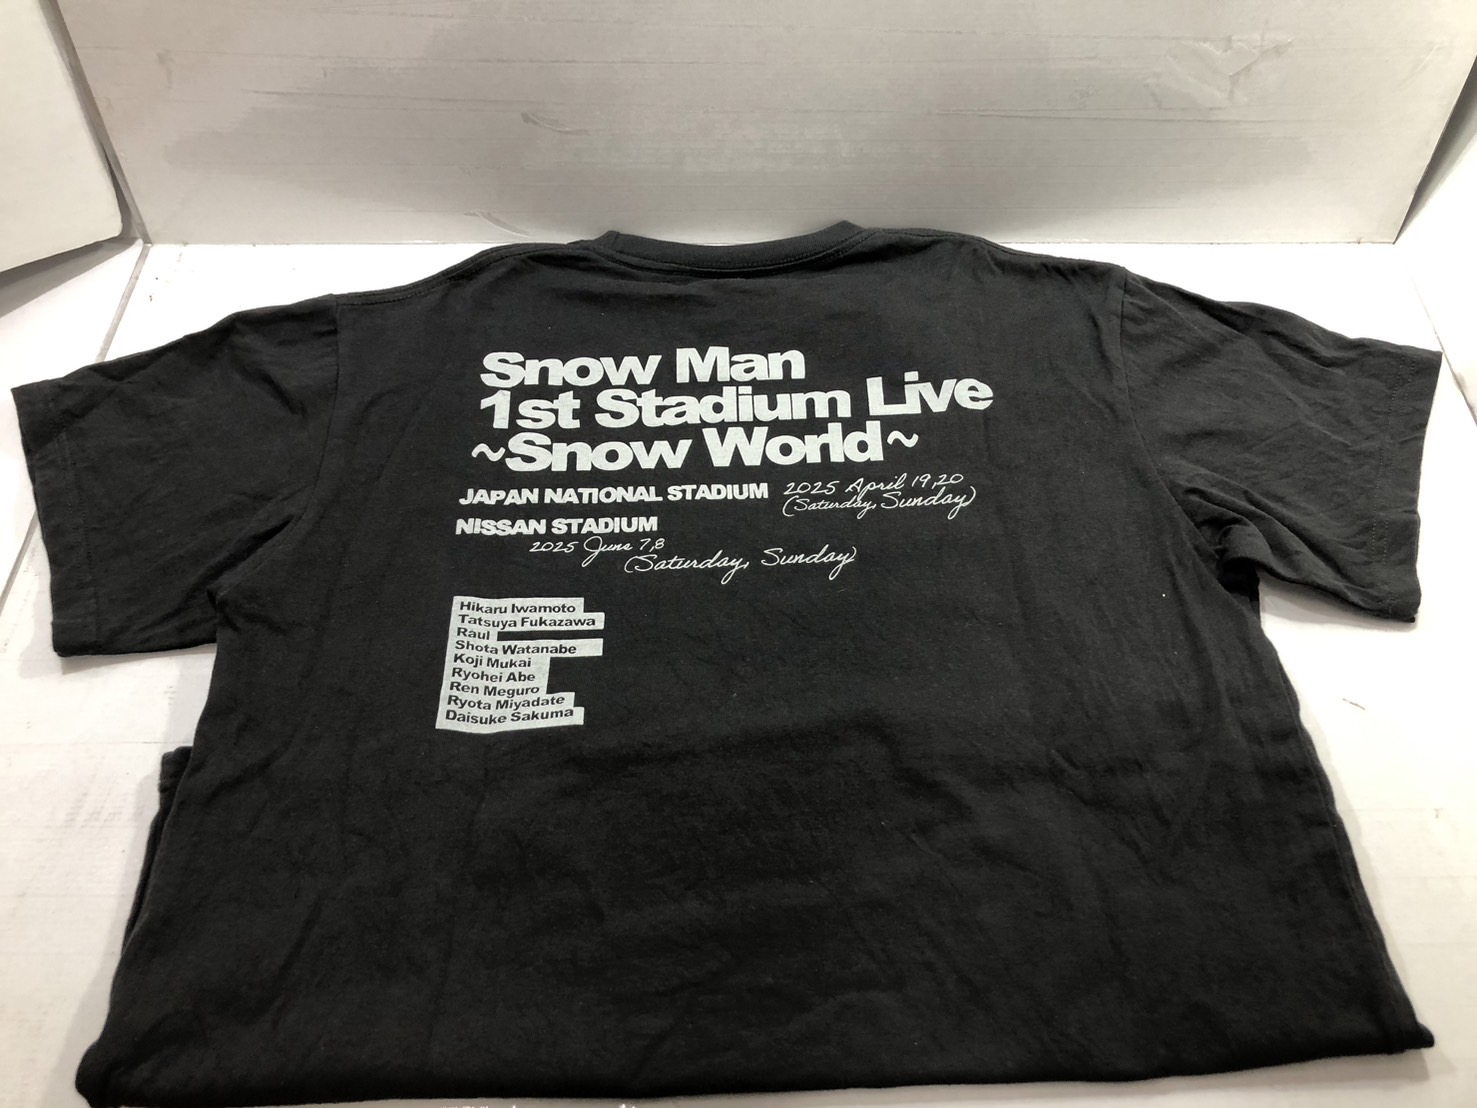 Snow Man
1st Stadium Live
~Snow World~
JAPAN NATIONAL STADIUM 2025 April 19,20
(Saturday, Sunday)
NISSAN STADIUM
2025 June 7,8
(Saturday, Sunday)
Hikaru Iwamoto
Tatsuya Fukazawa
Raul
Shota Watanabe
Koji Mukai
Ryohei Abe
Ren Meguro
Ryota Miyadate
Daisuke Sakuma